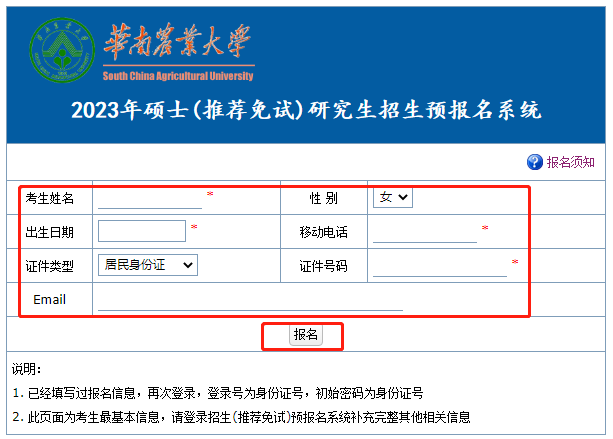 華南農業大學
South China Agricultural University
2023年硕士(推荐免试)研究生招生预报名系统
? 报名须知
考生姓名 * 性 别 女
出生日期 * 移动电话 *
证件类型 居民身份证 证件号码 *
Email
报名
说明：
1. 已经填写过报名信息，再次登录，登录号为身份证号，初始密码为身份证号
2. 此页面为考生最基本信息，请登录招生(推荐免试)预报名系统补充完整其他相关信息